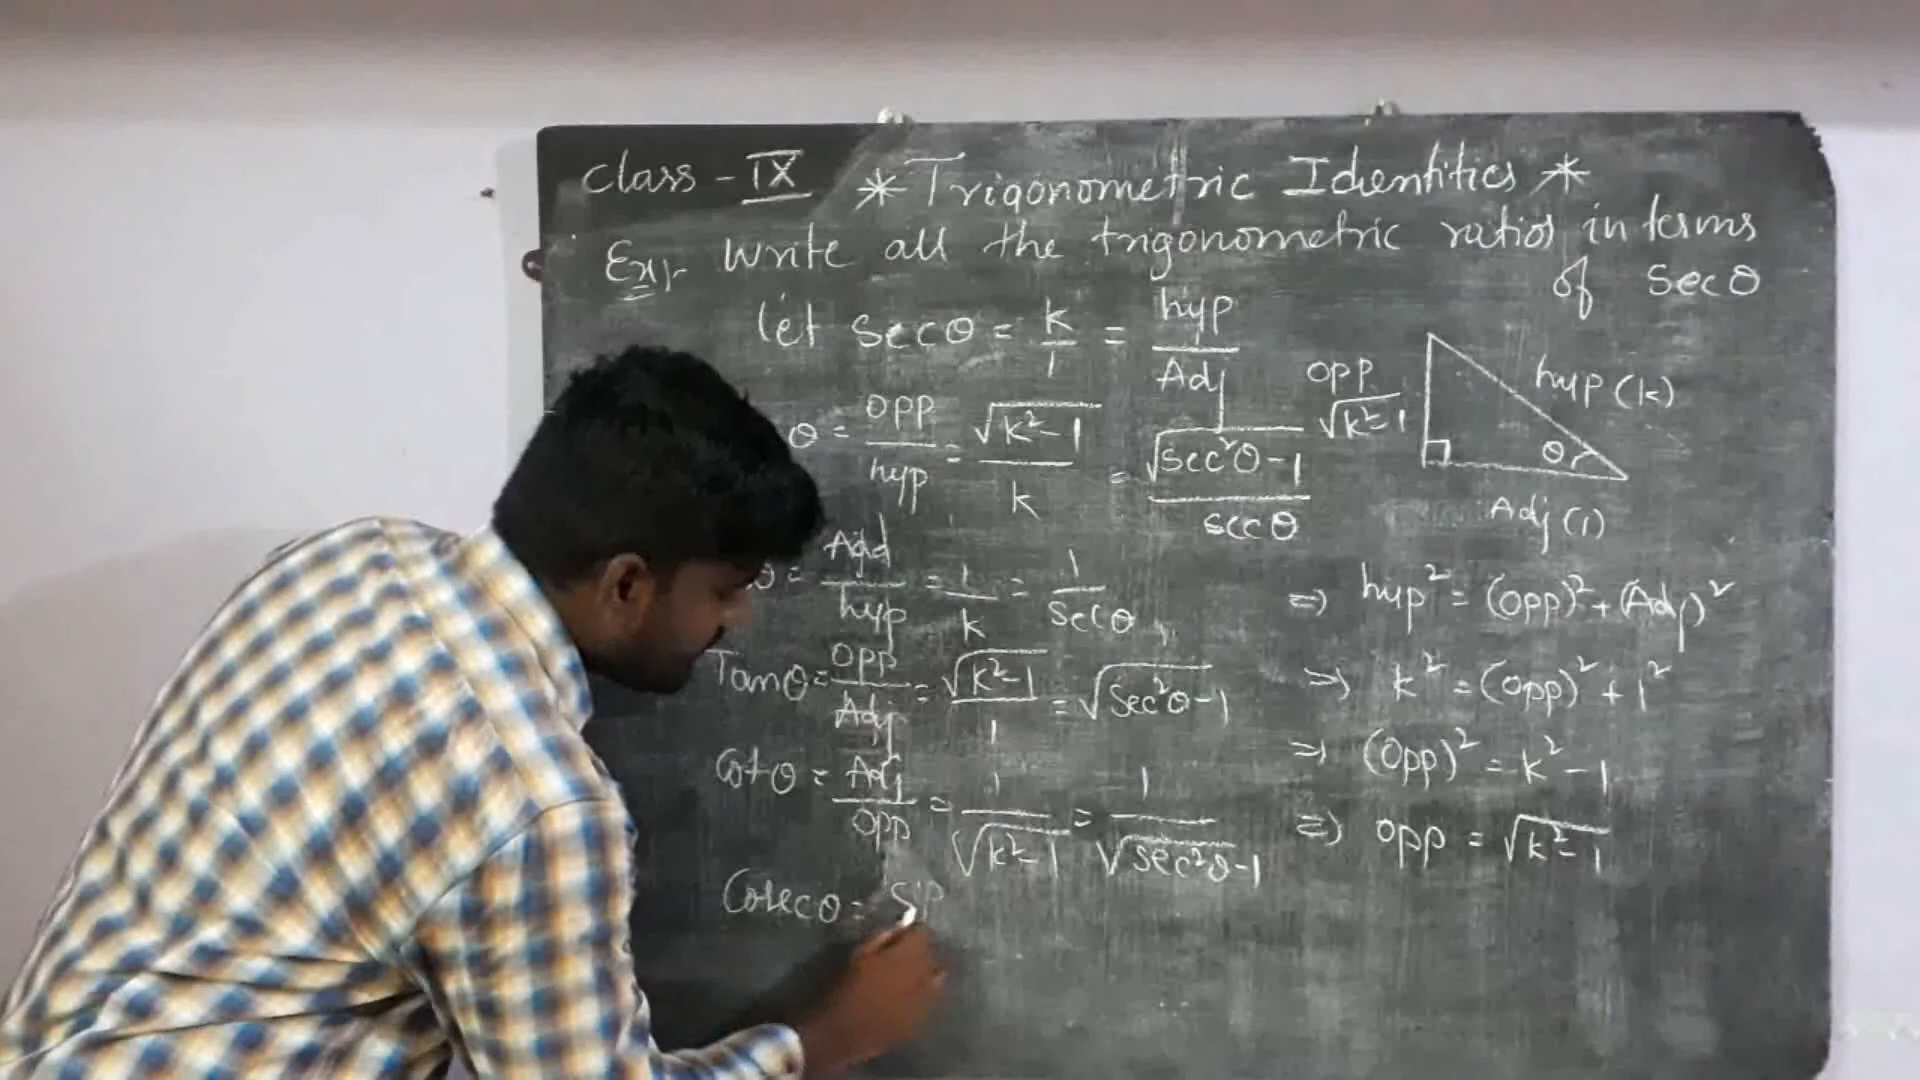 Class - IX * Trigonometric Identities *
Ex:- Write all the trigonometric ratios in terms
of secθ
let secθ = k/1 = hyp/Adj
θ = opp/hyp = √k²-1/k = √sec²θ-1/secθ
θ = Adj/hyp = 1/k = 1/secθ
Tanθ = opp/Adj = √k²-1/1 = √sec²θ-1
Cotθ = Adj/opp = 1/√k²-1 = 1/√sec²θ-1
Cosecθ =
opp
√k²-1
hyp (k)
θ
Adj (1)
⇒ hyp² = (opp)² + (Adj)²
⇒ k² = (opp)² + 1²
⇒ (opp)² = k² - 1
⇒ opp = √k²-1